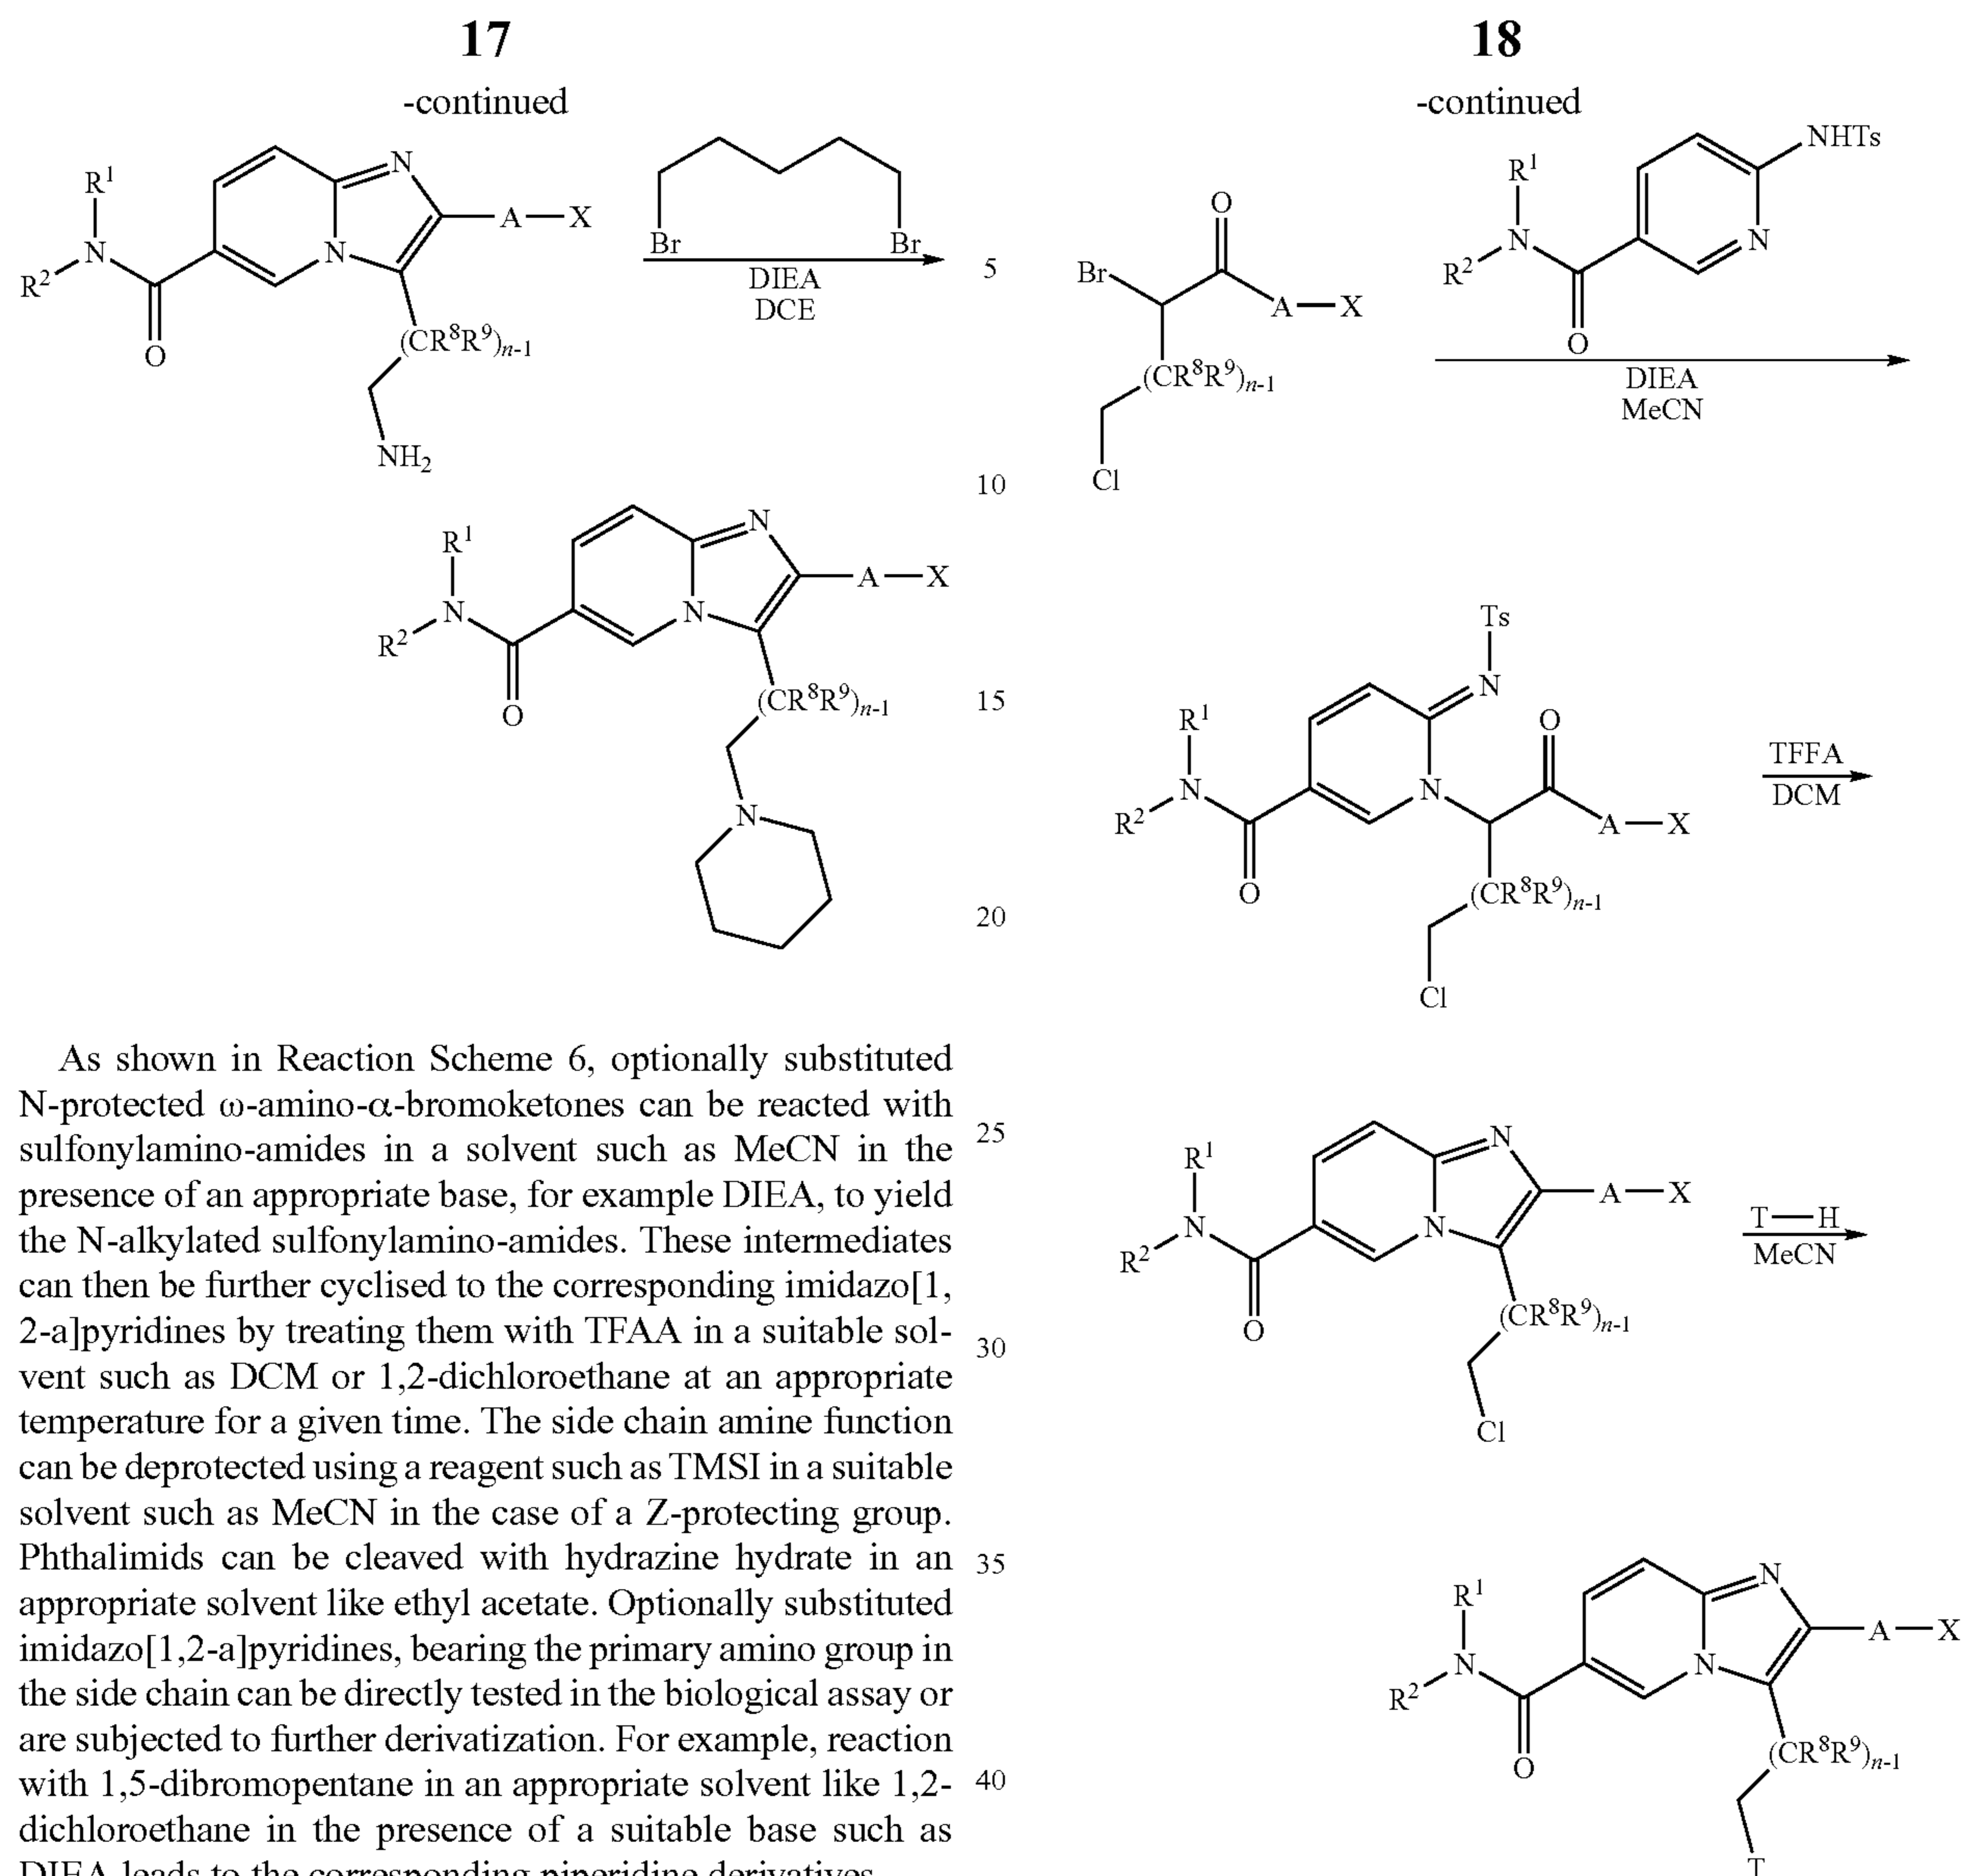 17
-continued
R¹
N
R²
O
N
N
A—X
(CR⁸R⁹)n-1
NH₂
Br
Br
DIEA
DCE
R¹
N
R²
O
N
N
A—X
(CR⁸R⁹)n-1
N
As shown in Reaction Scheme 6, optionally substituted
N-protected ω-amino-α-bromoketones can be reacted with
sulfonylamino-amides in a solvent such as MeCN in the
presence of an appropriate base, for example DIEA, to yield
the N-alkylated sulfonylamino-amides. These intermediates
can then be further cyclised to the corresponding imidazo[1,
2-a]pyridines by treating them with TFAA in a suitable sol-
vent such as DCM or 1,2-dichloroethane at an appropriate
temperature for a given time. The side chain amine function
can be deprotected using a reagent such as TMSI in a suitable
solvent such as MeCN in the case of a Z-protecting group.
Phthalimids can be cleaved with hydrazine hydrate in an
appropriate solvent like ethyl acetate. Optionally substituted
imidazo[1,2-a]pyridines, bearing the primary amino group in
the side chain can be directly tested in the biological assay or
are subjected to further derivatization. For example, reaction
with 1,5-dibromopentane in an appropriate solvent like 1,2-
dichloroethane in the presence of a suitable base such as
DIEA leads to the corresponding piperidine derivatives.
5
10
15
20
25
30
35
40
18
-continued
Br
O
A—X
(CR⁸R⁹)n-1
Cl
R¹
N
R²
O
NHTs
N
DIEA
MeCN
Ts
N
R¹
N
R²
O
N
O
A—X
(CR⁸R⁹)n-1
Cl
TFFA
DCM
R¹
N
R²
O
N
N
A—X
(CR⁸R⁹)n-1
Cl
T—H
MeCN
R¹
N
R²
O
N
N
A—X
(CR⁸R⁹)n-1
T